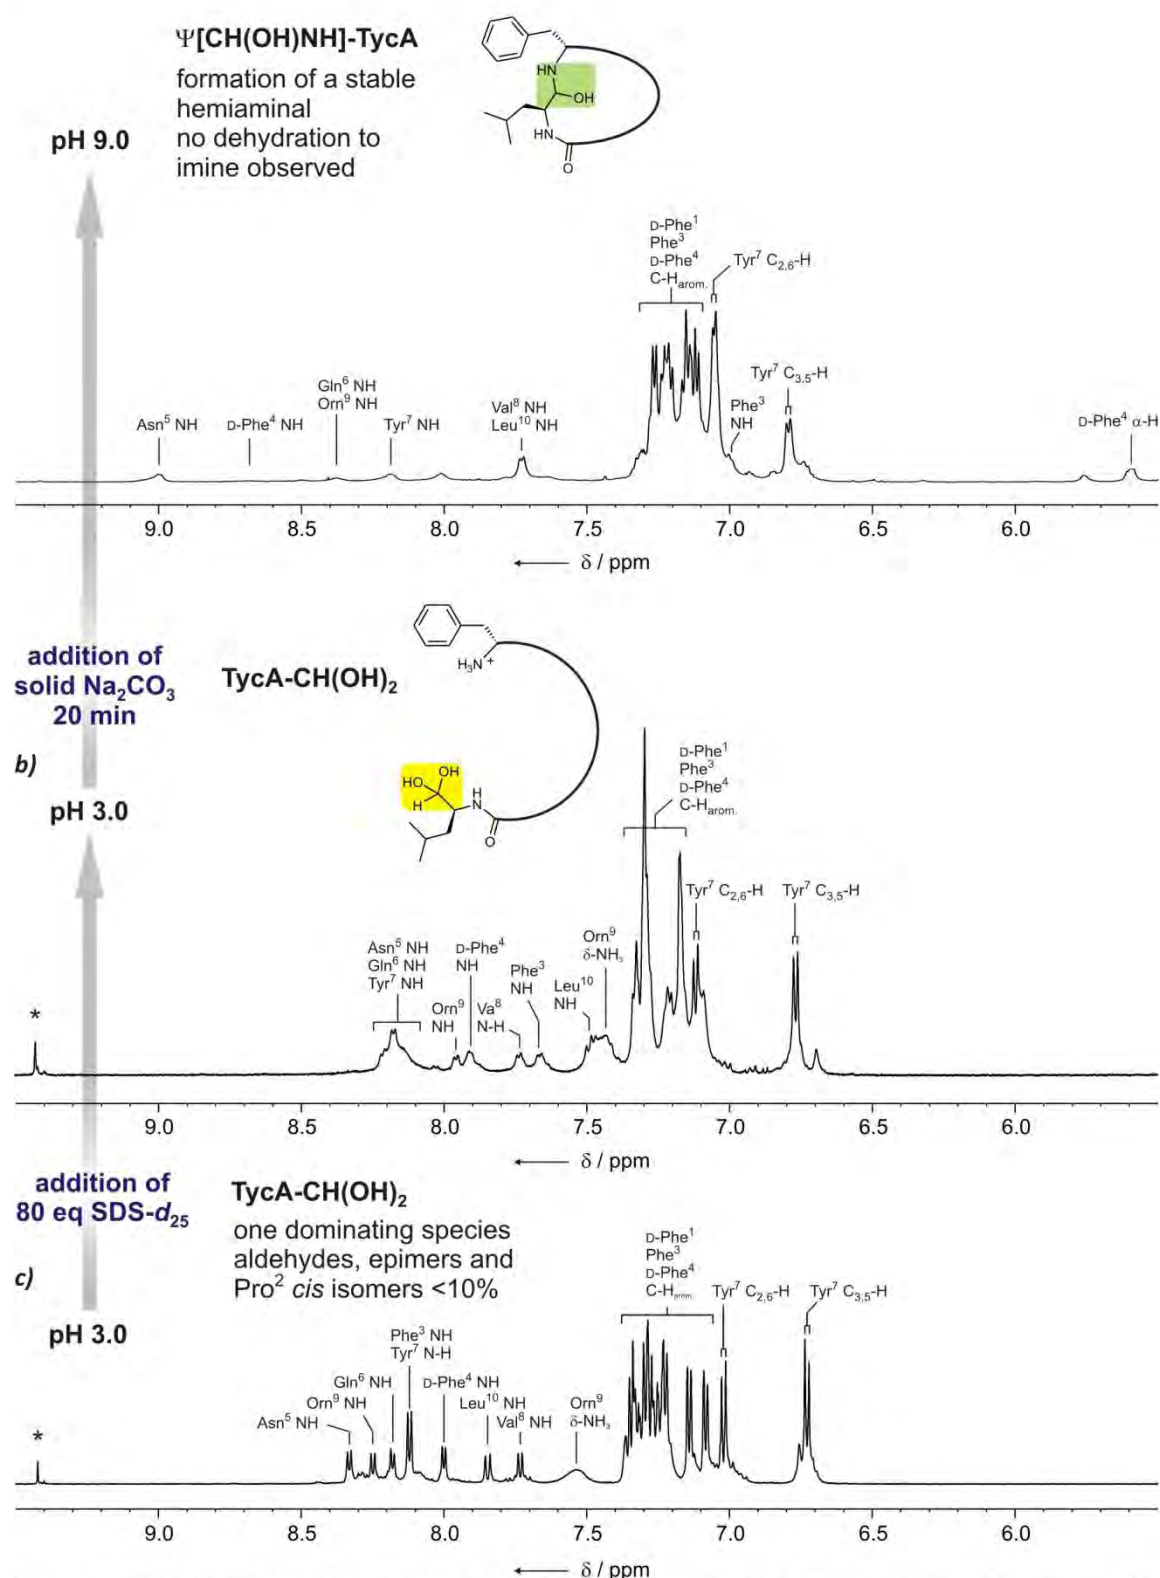 Ψ[CH(OH)NH]-TycA
formation of a stable
hemiaminal
no dehydration to
imine observed
pH 9.0
HN
OH
NH
O
D-Phe¹
Phe³
D-Phe⁴
C-Harom.
Tyr⁷ C2,6-H
Tyr⁷ C3,5-H
Gln⁶ NH
Orn⁹ NH
Asn⁵ NH
D-Phe⁴ NH
Tyr⁷ NH
Val⁸ NH
Leu¹⁰ NH
Phe³
NH
D-Phe⁴ α-H
9.0 8.5 8.0 7.5 7.0 6.5 6.0
δ / ppm
addition of
solid Na₂CO₃
20 min
TycA-CH(OH)₂
H₃N⁺
b)
pH 3.0
OH
HO
H
H
N
O
D-Phe¹
Phe³
D-Phe⁴
C-Harom.
Tyr⁷ C2,6-H
Tyr⁷ C3,5-H
Asn⁵ NH
Gln⁶ NH
Tyr⁷ NH
D-Phe⁴
NH
Orn⁹
NH
Va⁸
N-H
Phe³
NH
Leu¹⁰
NH
Orn⁹
δ-NH₃
*
9.0 8.5 8.0 7.5 7.0 6.5 6.0
δ / ppm
addition of
80 eq SDS-d₂₅
TycA-CH(OH)₂
one dominating species
aldehydes, epimers and
Pro² cis isomers <10%
c)
pH 3.0
D-Phe¹
Phe³
D-Phe⁴
C-Harom.
Tyr⁷ C2,6-H
Tyr⁷ C3,5-H
Phe³ NH
Tyr⁷ N-H
Gln⁶ NH
D-Phe⁴ NH
Orn⁹ NH
Leu¹⁰ NH
Orn⁹
δ-NH₃
Asn⁵ NH
Val⁸ NH
*
9.0 8.5 8.0 7.5 7.0 6.5 6.0
δ / ppm